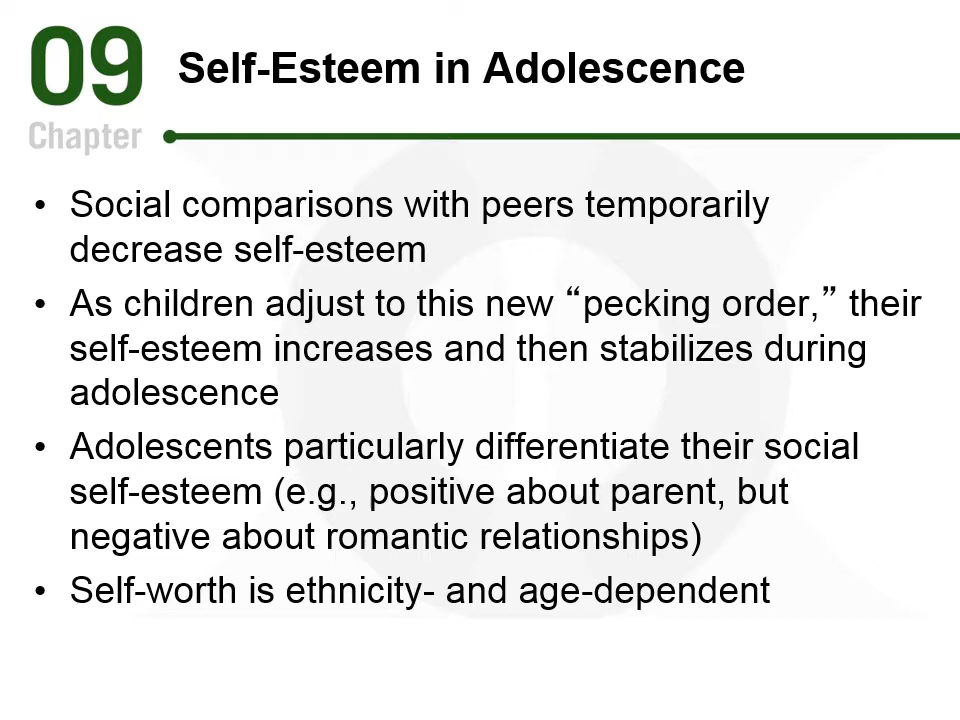 09
Chapter
Self-Esteem in Adolescence
• Social comparisons with peers temporarily
decrease self-esteem
• As children adjust to this new “pecking order,” their
self-esteem increases and then stabilizes during
adolescence
• Adolescents particularly differentiate their social
self-esteem (e.g., positive about parent, but
negative about romantic relationships)
• Self-worth is ethnicity- and age-dependent